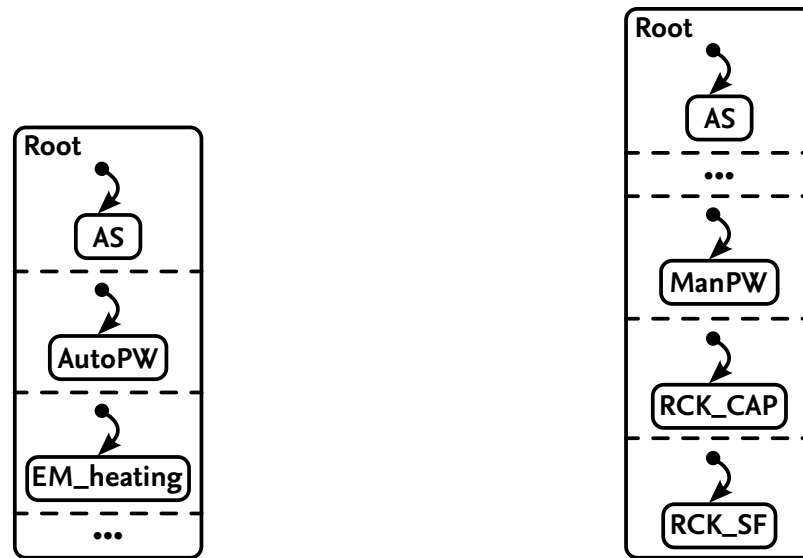 Root
AS
AutoPW
EM_heating
•••
Root
AS
•••
ManPW
RCK_CAP
RCK_SF